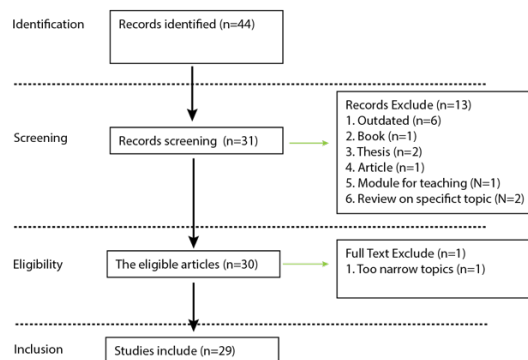 Identification
Records identified (n=44)
Screening
Records screening (n=31)
Records Exclude (n=13)
1. Outdated (n=6)
2. Book (n=1)
3. Thesis (n=2)
4. Article (n=1)
5. Module for teaching (N=1)
6. Review on specifict topic (N=2)
Eligibility
The eligible articles (n=30)
Full Text Exclude (n=1)
1. Too narrow topics (n=1)
Inclusion
Studies include (n=29)